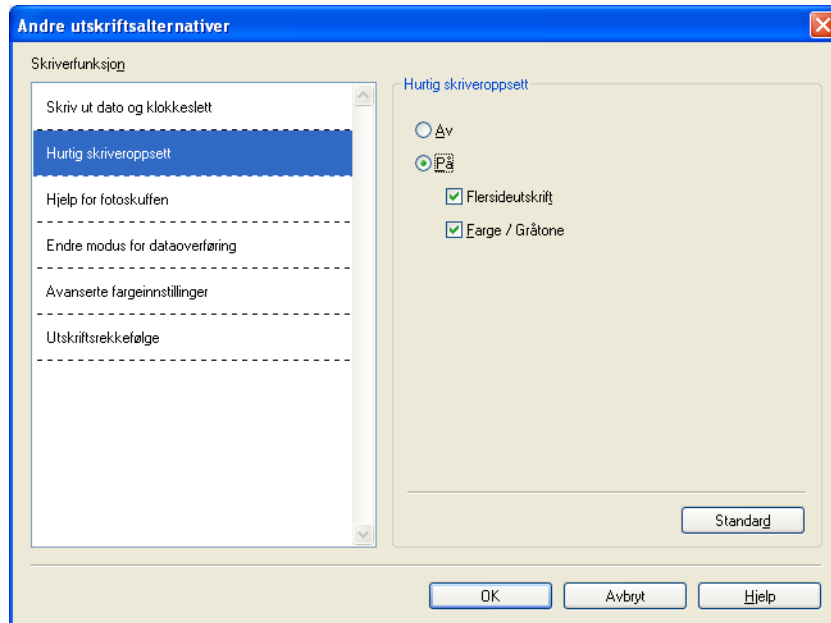 Andre utskriftsalternativer
Skriverfunksjon
Skriv ut dato og klokkeslett
Hurtig skriveroppsett
Hjelp for fotoskuffen
Endre modus for dataoverføring
Avanserte fargeinnstillinger
Utskriftsrekkefølge
Hurtig skriveroppsett
Av
På
Flersideutskrift
Farge / Gråtone
Standard
OK
Avbryt
Hjelp